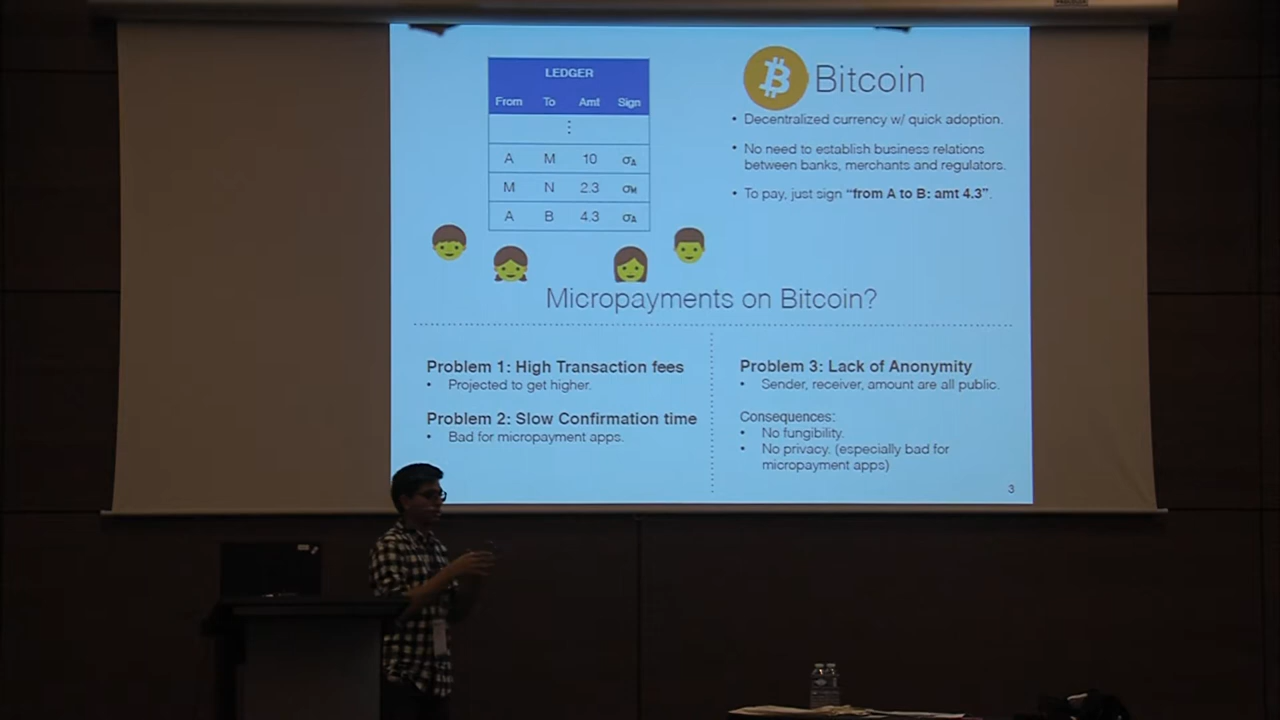 LEDGER
From To Amt Sign
⋮
A M 10 σA
M N 2.3 σM
A B 4.3 σA
Bitcoin
• Decentralized currency w/ quick adoption.
• No need to establish business relations
between banks, merchants and regulators.
• To pay, just sign “from A to B: amt 4.3”.
Micropayments on Bitcoin?
Problem 1: High Transaction fees
• Projected to get higher.
Problem 2: Slow Confirmation time
• Bad for micropayment apps.
Problem 3: Lack of Anonymity
• Sender, receiver, amount are all public.
Consequences:
• No fungibility.
• No privacy. (especially bad for
micropayment apps)
3